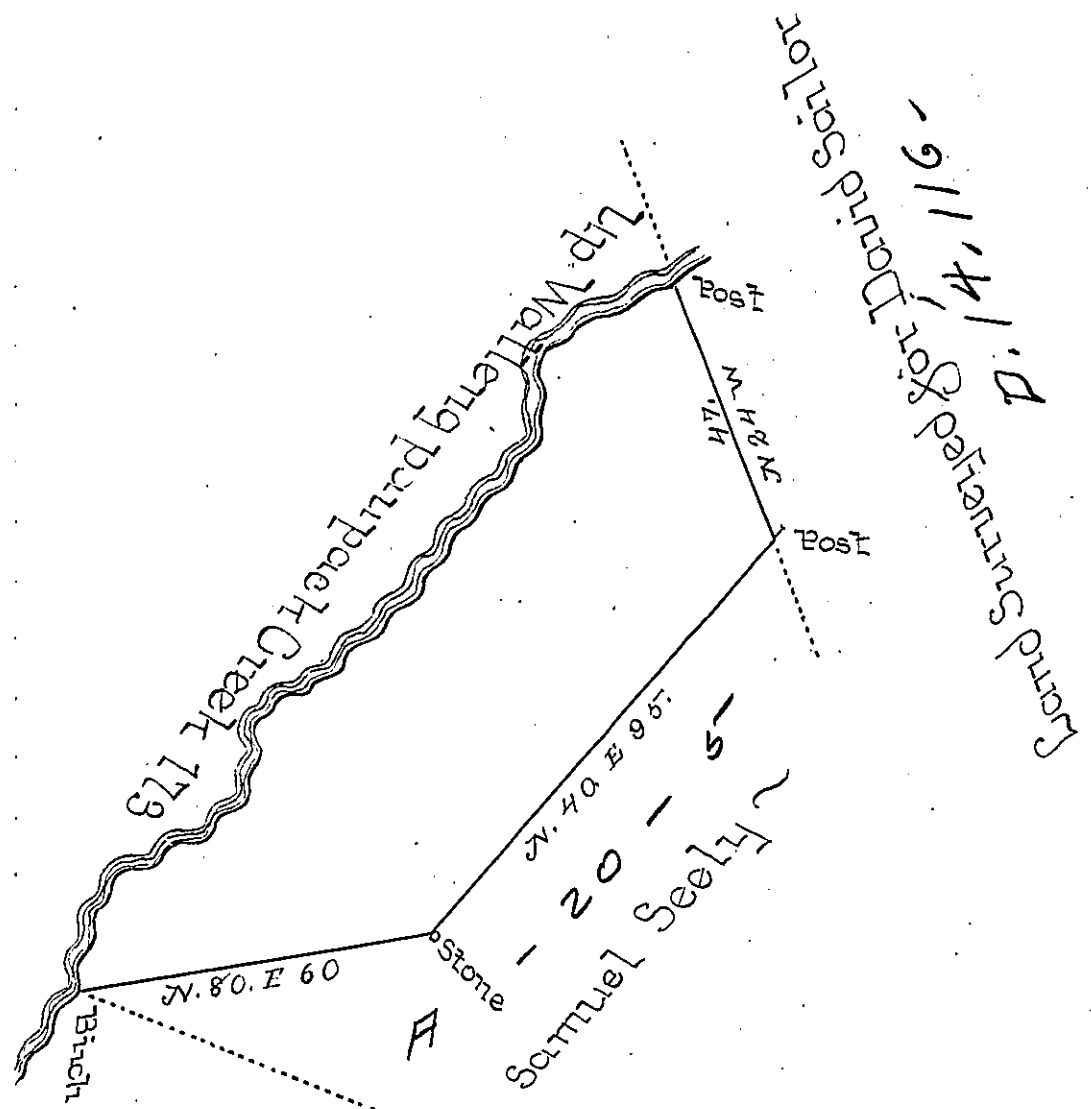 Land Surveyed for David Sailor
D. 14, 116 -
Up Wallenpaupack Creek 173
Post
N 24 W
47.
Post
N. 40. E 95.
A - 20 - 5 -
Samuel Seely ~
Stone
N. 80. E 60
Birch